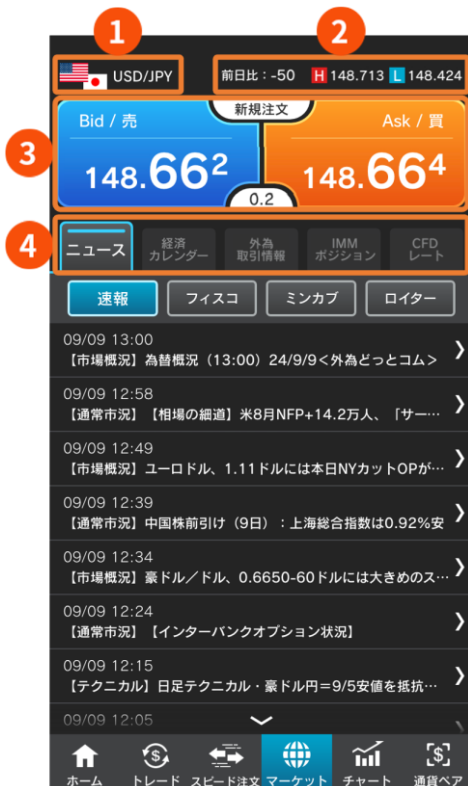 1
2
USD/JPY
前日比：-50 H 148.713 L 148.424
3
Bid / 売
新規注文
Ask / 買
148.662
0.2
148.664
4
ニュース
経済
カレンダー
外為
取引情報
IMM
ポジション
CFD
レート
速報
フィスコ
ミンカブ
ロイター
09/09 13:00
【市場概況】為替概況（13:00）24/9/9＜外為どっとコム＞
09/09 12:58
【通常市況】【相場の細道】米8月NFP+14.2万人、「サー…
09/09 12:49
【市場概況】ユーロドル、1.11ドルには本日NYカットOPが…
09/09 12:39
【通常市況】中国株前引け（9日）：上海総合指数は0.92%安
09/09 12:34
【市場概況】豪ドル／ドル、0.6650-60ドルには大きめのス…
09/09 12:24
【通常市況】【インターバンクオプション状況】
09/09 12:15
【テクニカル】日足テクニカル・豪ドル円＝9/5安値を抵抗…
09/09 12:05
ホーム
トレード
スピード注文
マーケット
チャート
通貨ペア